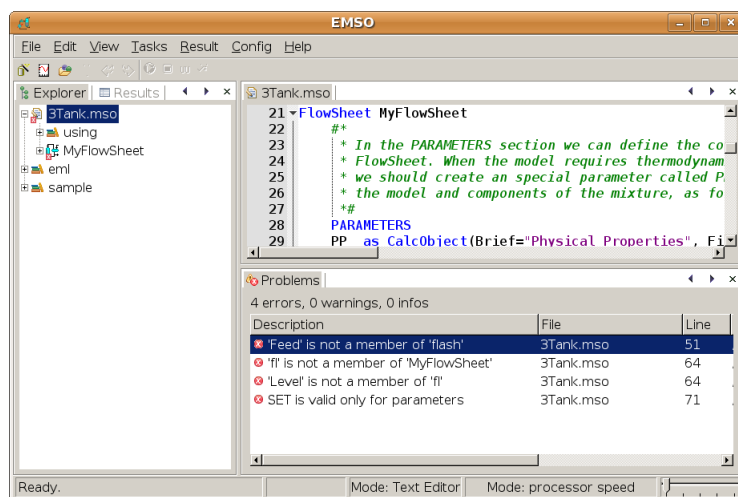 EMSO
File Edit View Tasks Result Config Help
Explorer Results
3Tank.mso
using
MyFlowSheet
eml
sample
3Tank.mso
21 FlowSheet MyFlowSheet
22 #*
23 * In the PARAMETERS section we can define the co
24 * FlowSheet. When the model requires thermodynam
25 * we should create an special parameter called P
26 * the model and components of the mixture, as fo
27 *#
28 PARAMETERS
29 PP as CalcObject(Brief="Physical Properties", Fi
Problems
4 errors, 0 warnings, 0 infos
Description File Line
'Feed' is not a member of 'flash' 3Tank.mso 51
'fl' is not a member of 'MyFlowSheet' 3Tank.mso 64
'Level' is not a member of 'fl' 3Tank.mso 64
SET is valid only for parameters 3Tank.mso 71
Ready. Mode: Text Editor Mode: processor speed